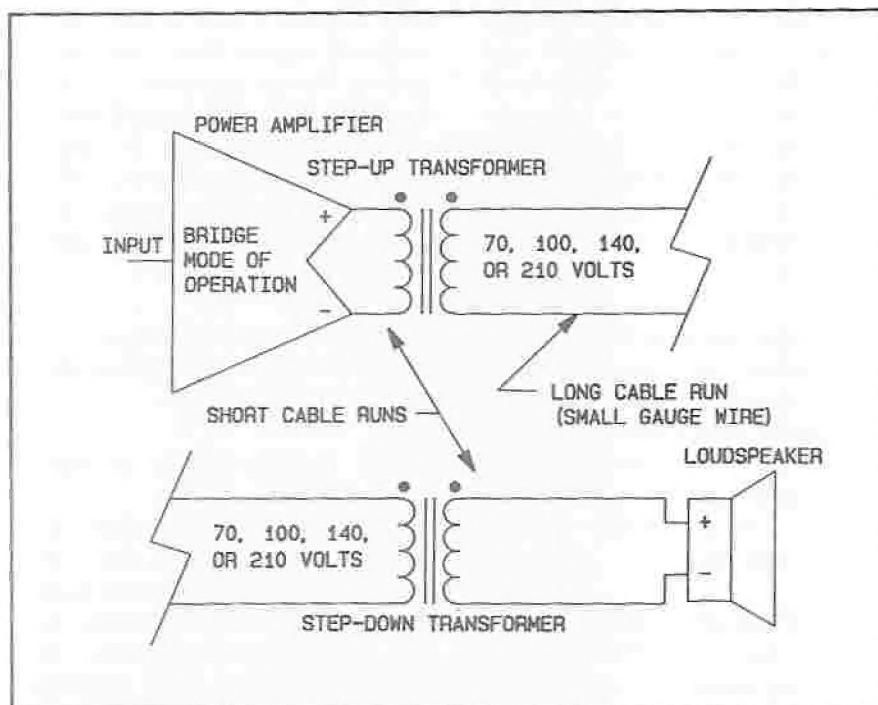 POWER AMPLIFIER
STEP-UP TRANSFORMER
+
INPUT
BRIDGE
MODE OF
OPERATION
-
70, 100, 140,
OR 210 VOLTS
SHORT CABLE RUNS
LONG CABLE RUN
(SMALL GAUGE WIRE)
LOUDSPEAKER
70, 100, 140,
OR 210 VOLTS
+
-
STEP-DOWN TRANSFORMER